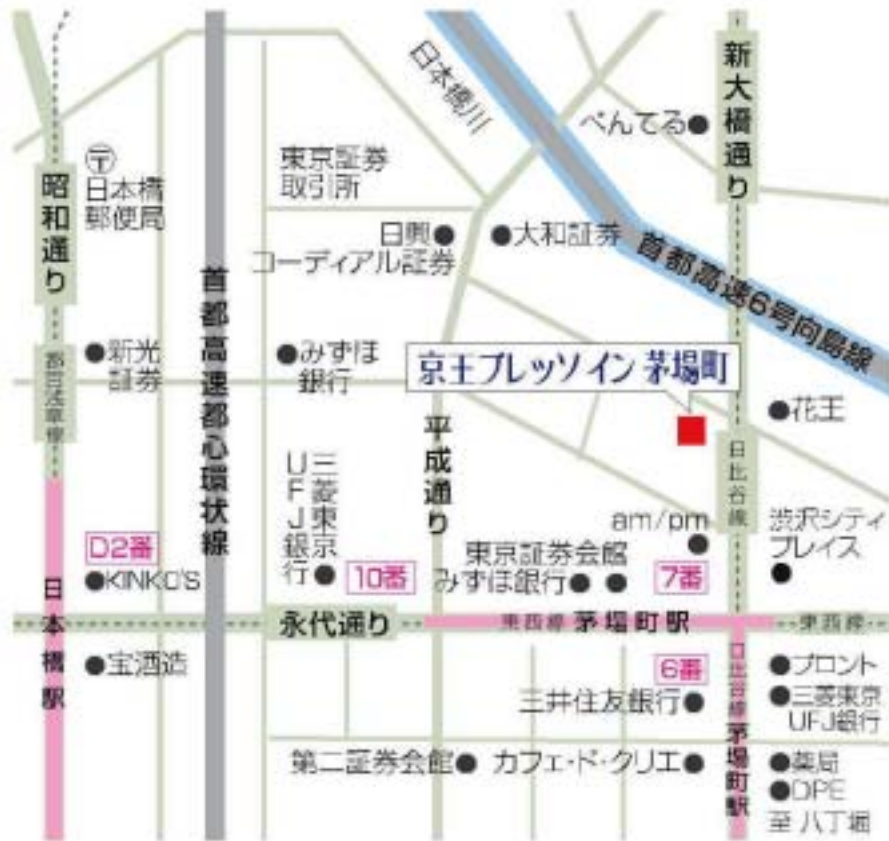 日本橋川
新大橋通り
ぺんてる
昭和通り
〒
日本橋
郵便局
東京証券
取引所
日興
コーディアル証券
大和証券
首都高速6号向島線
首都高速都心環状線
新光
証券
みずほ
銀行
京王プレッソイン 茅場町
都営浅草線
花王
平成通り
日比谷線
三菱東京
UFJ銀行
am/pm
渋沢シティ
プレイス
D2番
KINKO'S
10番
東京証券会館
みずほ銀行
7番
日本橋駅
永代通り
東西線
茅場町駅
東西線
宝酒造
6番
三井住友銀行
日比谷線
茅場町駅
プロント
三菱東京
UFJ銀行
第二証券会館
カフェ・ド・クリエ
薬局
DPE
至 八丁堀